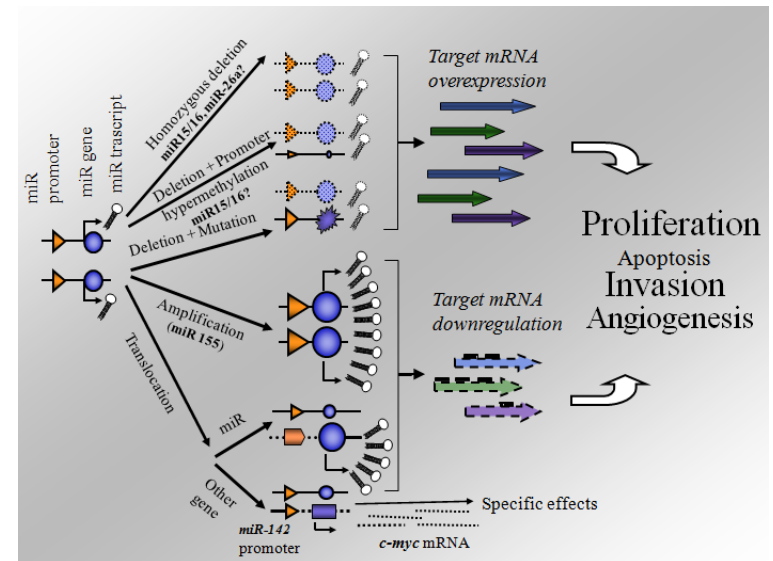 miR
promoter
miR gene
miR trascript
Homozygous deletion
miR15/16, miR-26a?
Deletion + Promoter
hypermethylation
miR15/16?
Deletion + Mutation
Amplification
(miR 155)
Translocation
miR
Other
gene
miR-142
promoter
c-myc mRNA
Specific effects
Target mRNA
overexpression
Target mRNA
downregulation
Proliferation
Apoptosis
Invasion
Angiogenesis